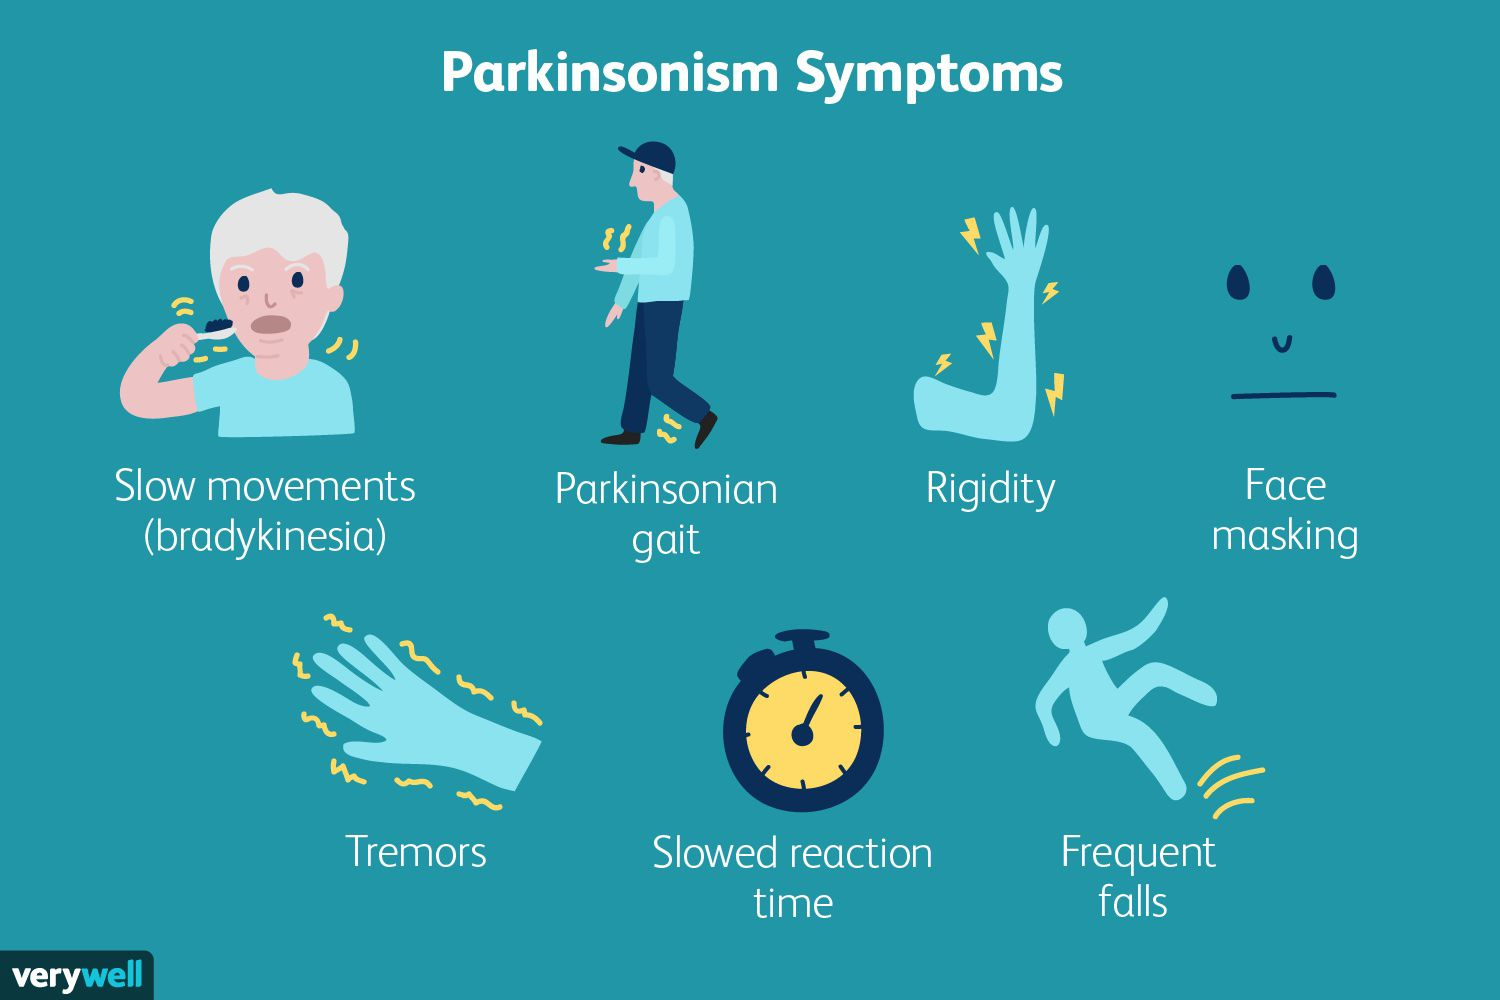 Parkinsonism Symptoms
Slow movements
(bradykinesia)
Parkinsonian
gait
Rigidity
Face
masking
Tremors
Slowed reaction
time
Frequent
falls
verywell